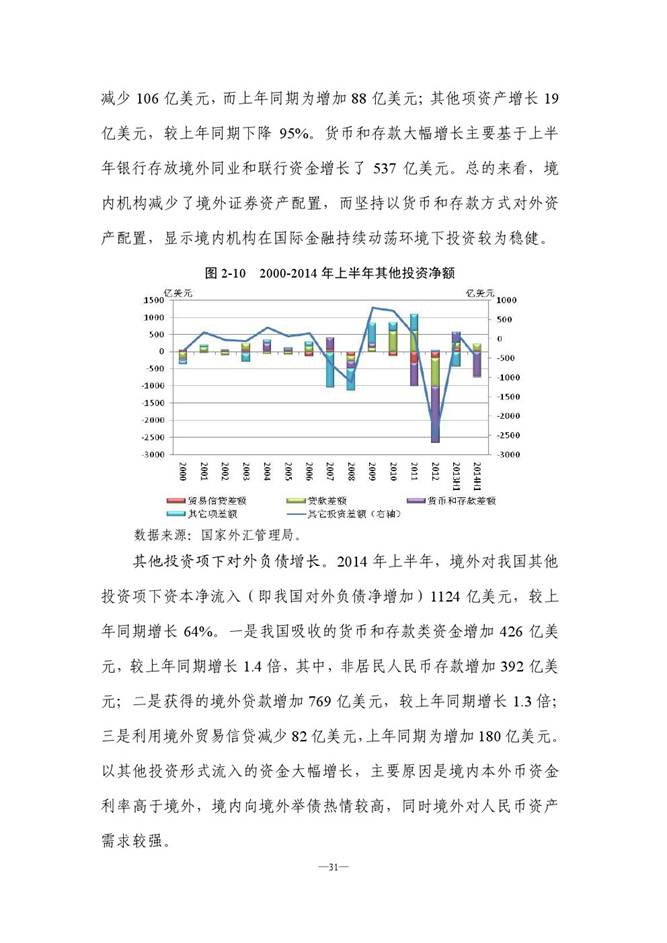 减少 106 亿美元，而上年同期为增加 88 亿美元；其他项资产增长 19
亿美元，较上年同期下降 95%。货币和存款大幅增长主要基于上半
年银行存放境外同业和联行资金增长了 537 亿美元。总的来看，境
内机构减少了境外证券资产配置，而坚持以货币和存款方式对外资
产配置，显示境内机构在国际金融持续动荡环境下投资较为稳健。
图 2-10 2000-2014 年上半年其他投资净额
亿美元 亿美元
1500 1000
1000 500
500 0
0 -500
-500 -1000
-1000 -1500
-1500 -2000
-2000 -2500
-2500 -3000
-3000
2000 2001 2002 2003 2004 2005 2006 2007 2008 2009 2010 2011 2012 2013H1 2014H1
贸易信贷差额 贷款差额 货币和存款差额
其它项差额 其它投资差额（右轴）
数据来源：国家外汇管理局。
其他投资项下对外负债增长。2014 年上半年，境外对我国其他
投资项下资本净流入（即我国对外负债净增加）1124 亿美元，较上
年同期增长 64%。一是我国吸收的货币和存款类资金增加 426 亿美
元，较上年同期增长 1.4 倍，其中，非居民人民币存款增加 392 亿美
元；二是获得的境外贷款增加 769 亿美元，较上年同期增长 1.3 倍；
三是利用境外贸易信贷减少 82 亿美元，上年同期为增加 180 亿美元。
以其他投资形式流入的资金大幅增长，主要原因是境内本外币资金
利率高于境外，境内向境外举债热情较高，同时境外对人民币资产
需求较强。
—31—